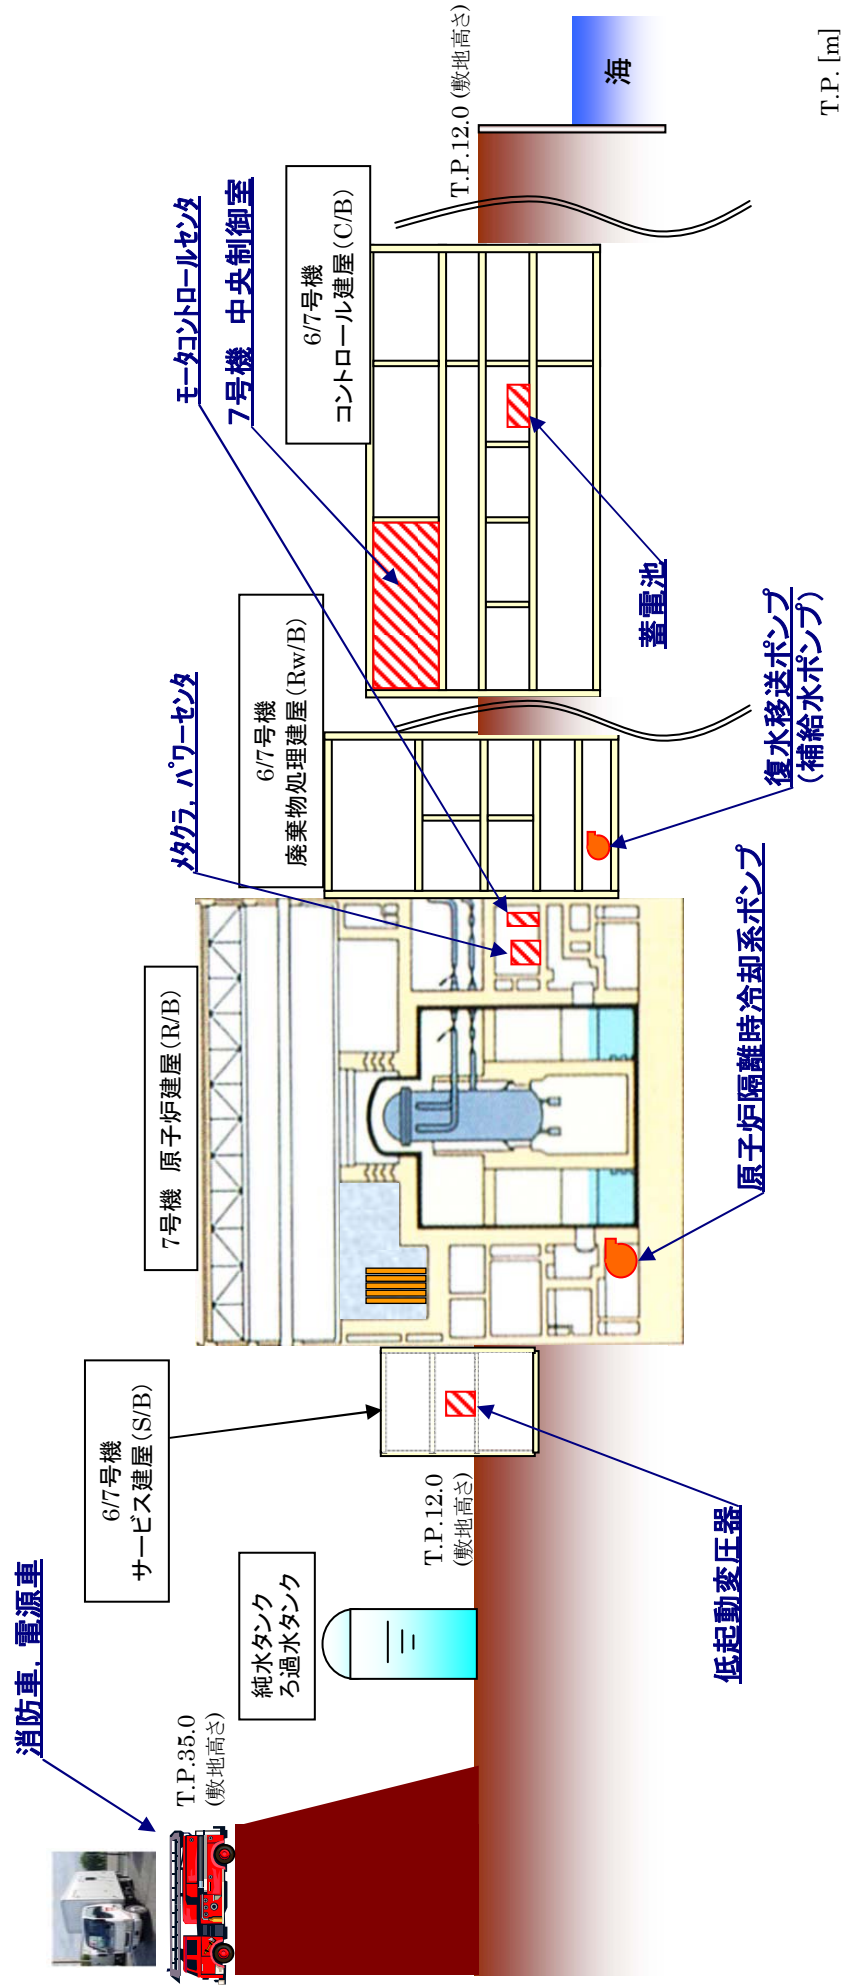 消防車，電源車
T.P.35.0
(敷地高さ)
純水タンク
ろ過水タンク
6/7号機
サービス建屋(S/B)
T.P.12.0
(敷地高さ)
低起動変圧器
7号機　原子炉建屋(R/B)
原子炉隔離時冷却系ポンプ
メタクラ，パワーセンタ
6/7号機
廃棄物処理建屋(Rw/B)
復水移送ポンプ
(補給水ポンプ)
モータコントロールセンタ
7号機　中央制御室
6/7号機
コントロール建屋(C/B)
蓄電池
T.P.12.0 (敷地高さ)
海
T.P. [m]